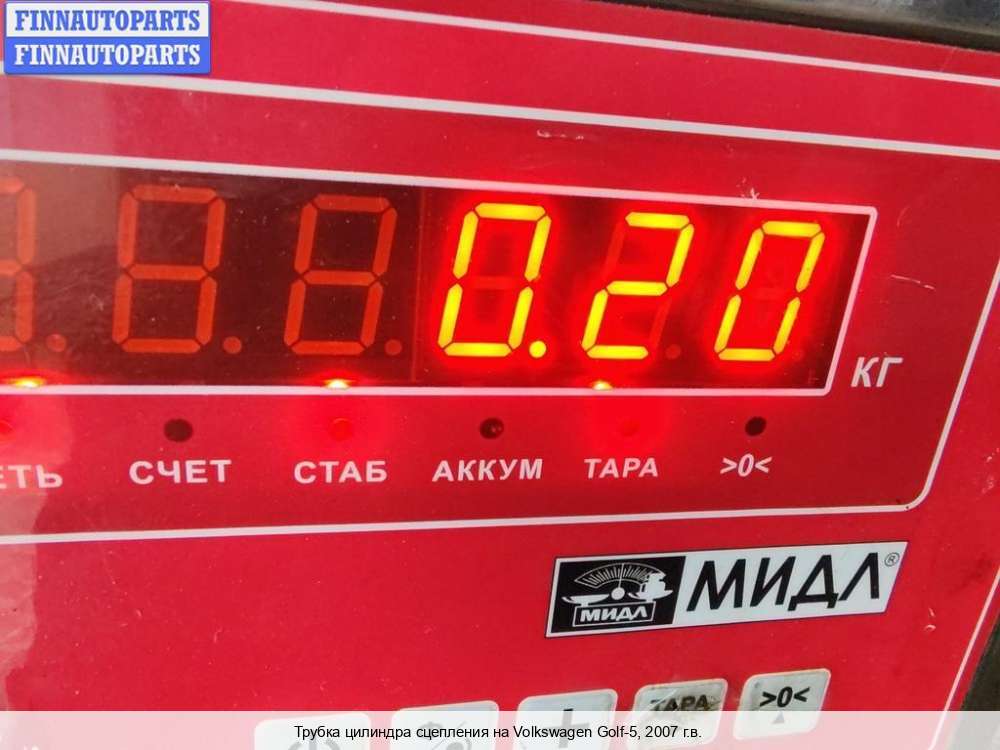 FINNAUTOPARTS
FINNAUTOPARTS
0.20
КГ
СЧЕТ СТАБ АККУМ ТАРА >0<
МИДЛ МИДЛ®
ТАРА >0<
Трубка цилиндра сцепления на Volkswagen Golf-5, 2007 г.в.